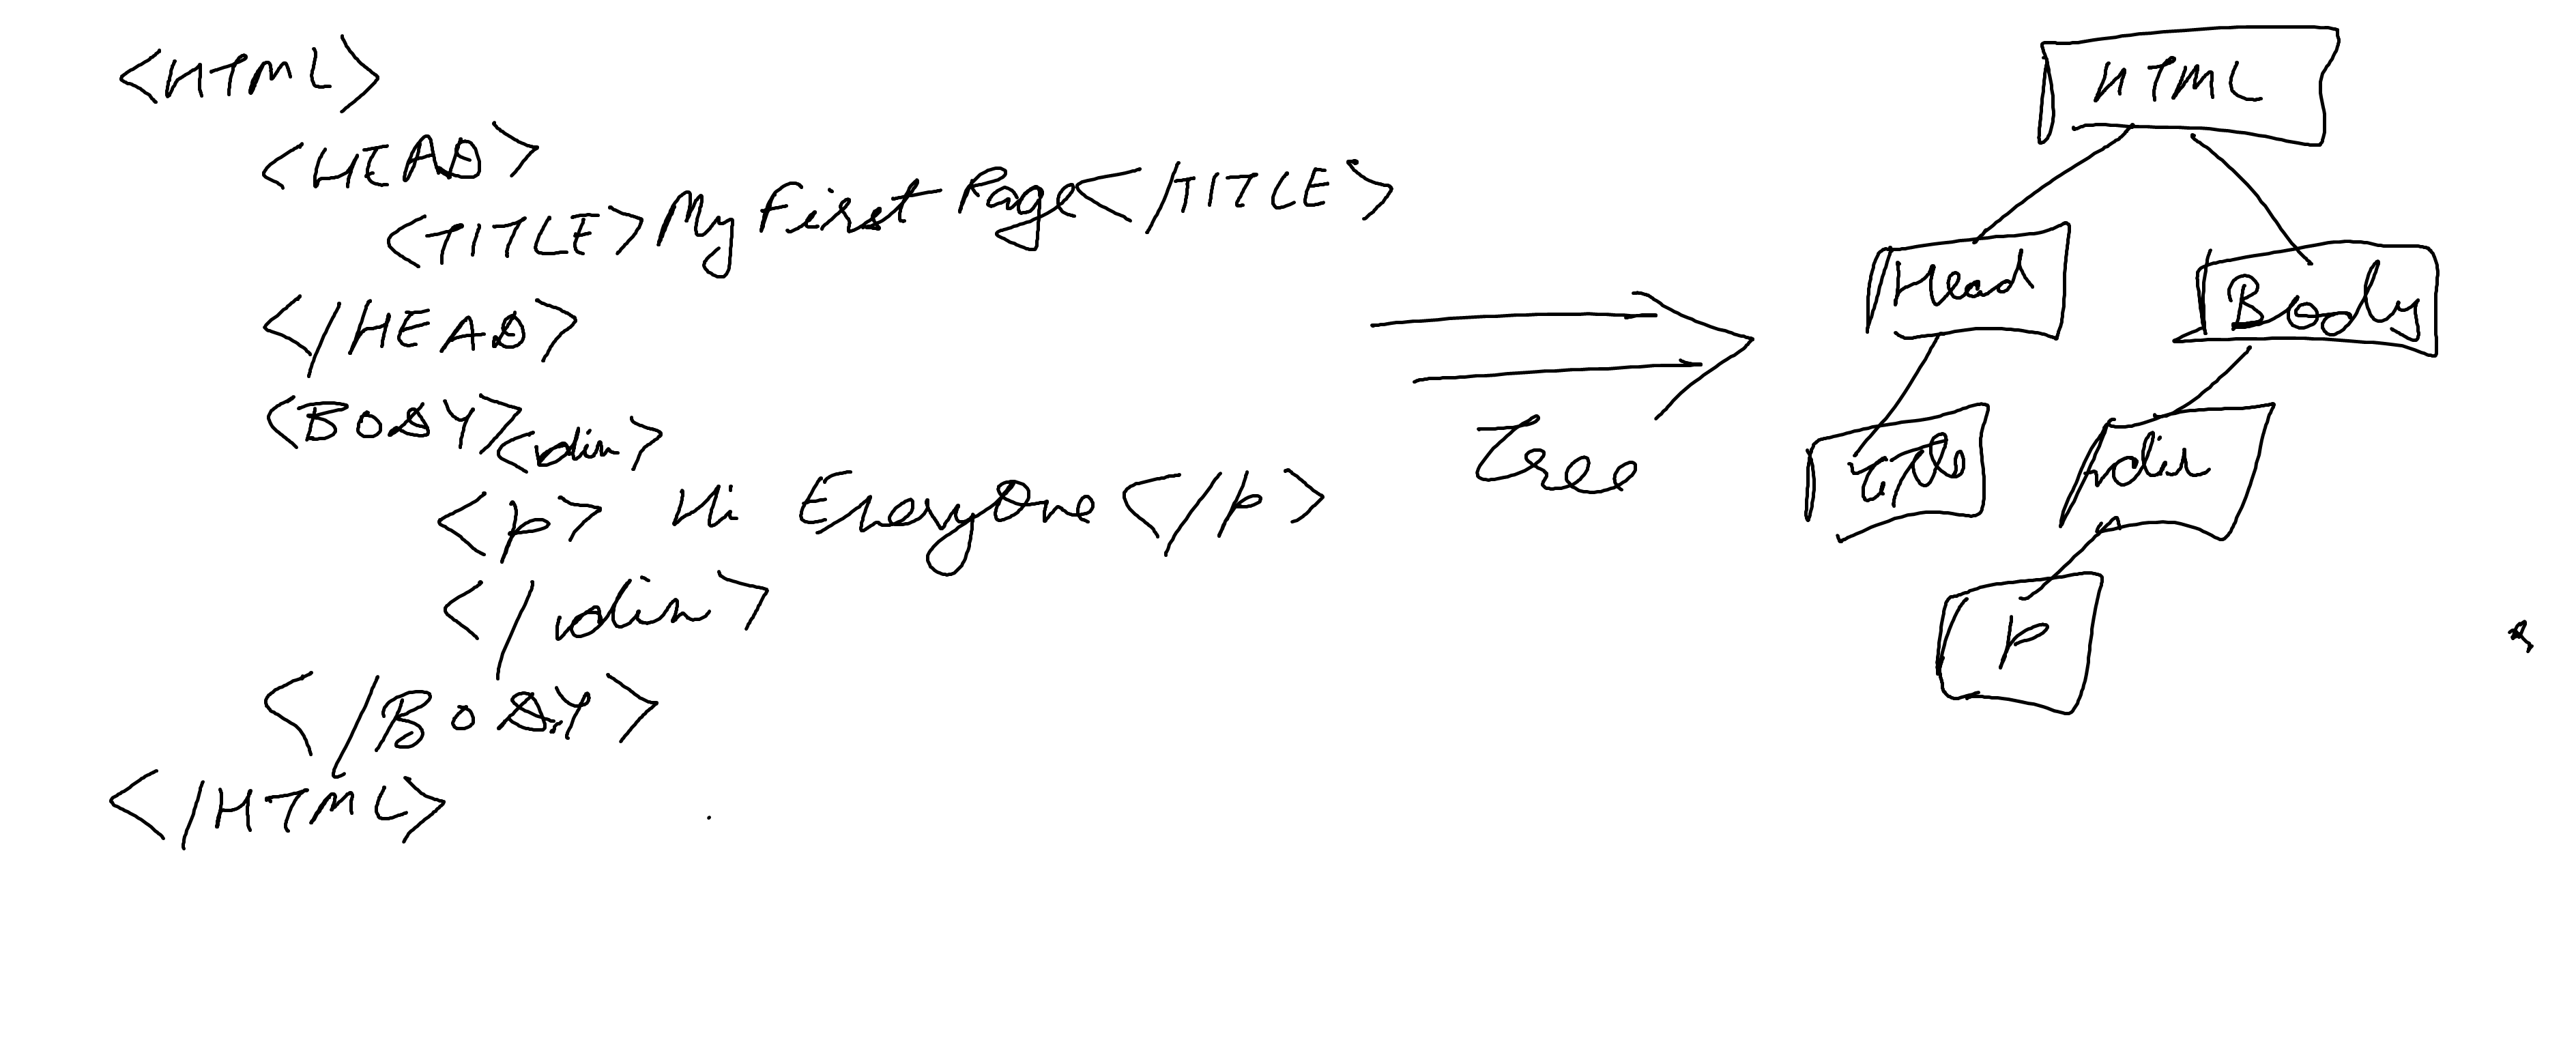 <HTML>
<HEAD>
<TITLE>My First Page</TITLE>
</HEAD>
<BODY><div>
<p> Hi EveryOne </p>
</div>
</BODY>
</HTML>
Tree
HTML
Head Body
title div
p